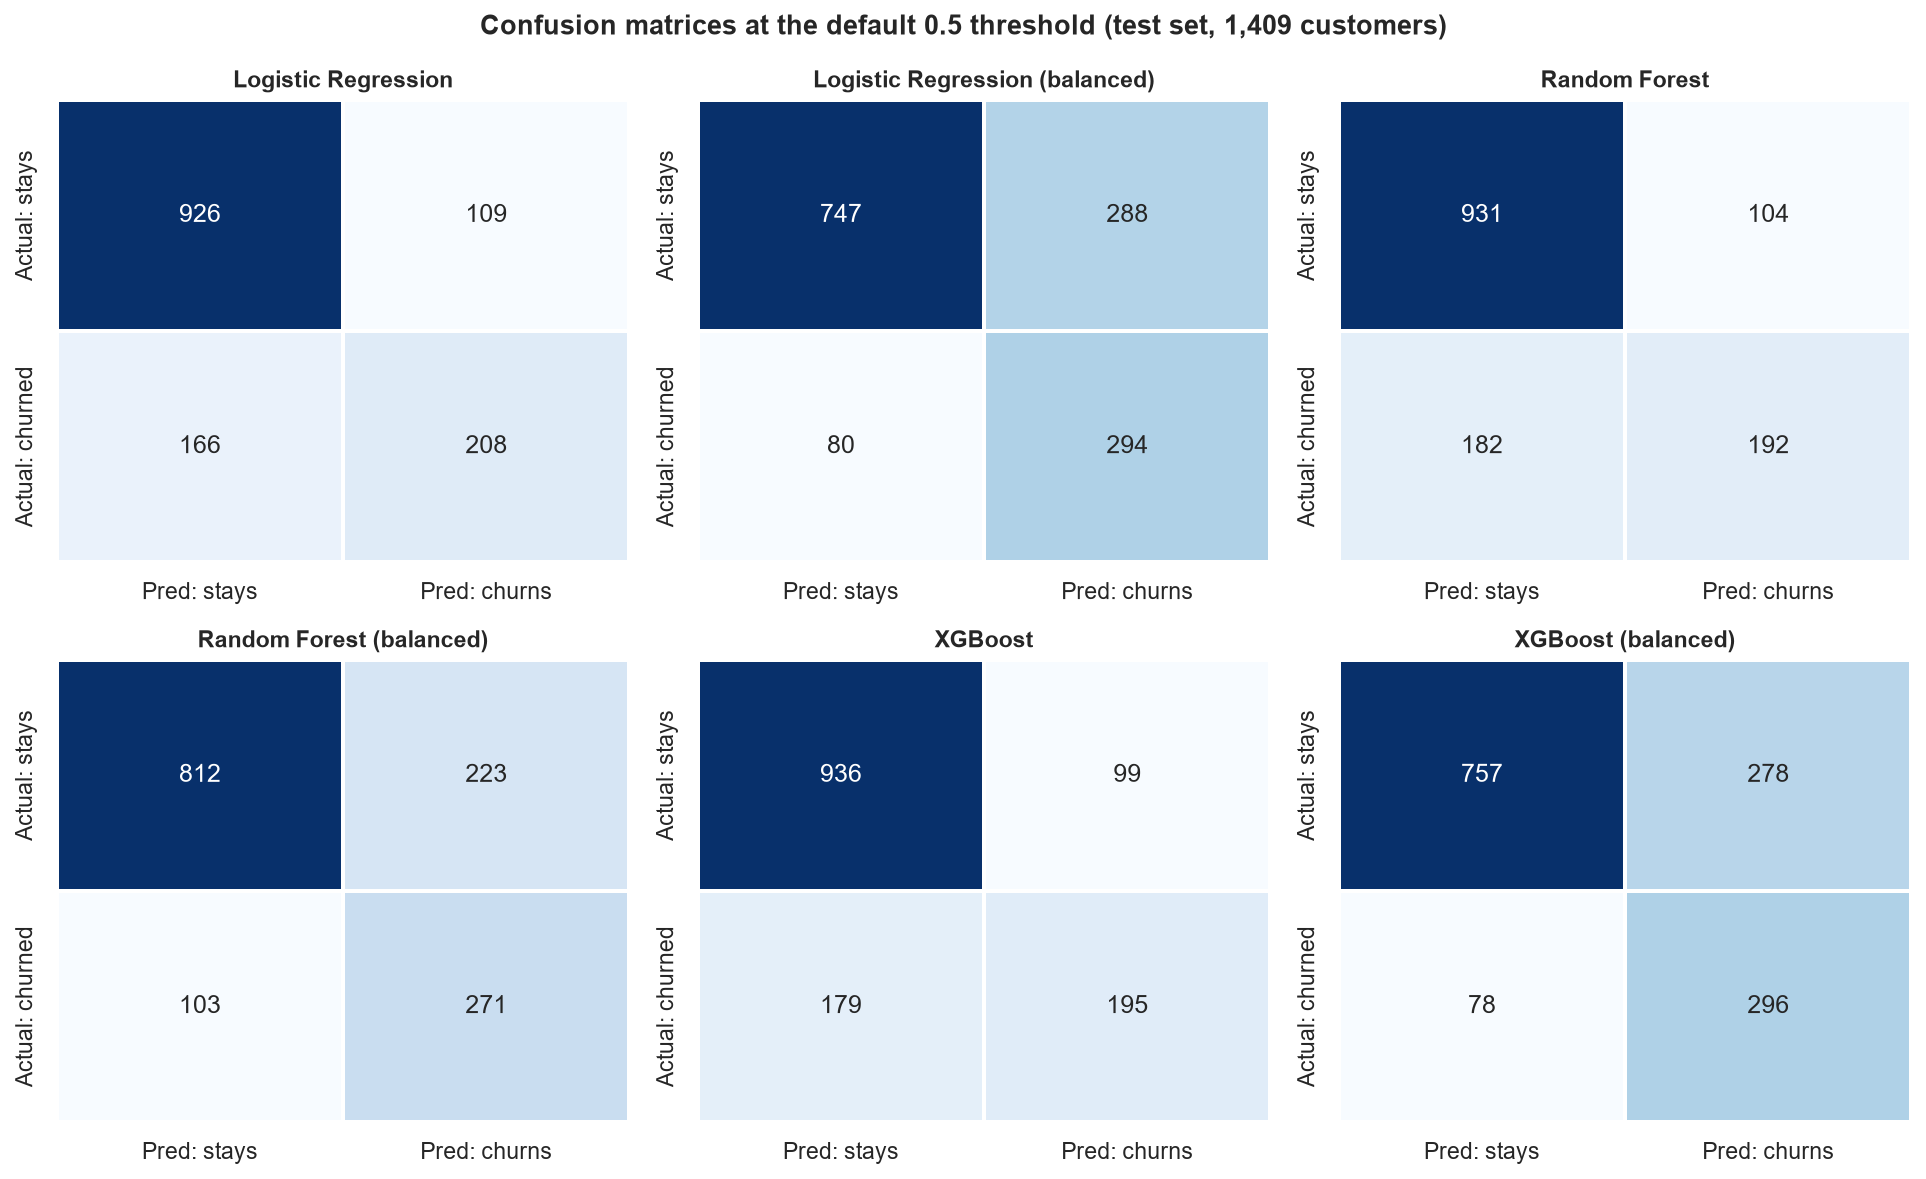 Confusion matrices at the default 0.5 threshold (test set, 1,409 customers)
Logistic Regression
Actual: stays
926 109
Actual: churned
166 208
Pred: stays Pred: churns
Logistic Regression (balanced)
Actual: stays
747 288
Actual: churned
80 294
Pred: stays Pred: churns
Random Forest
Actual: stays
931 104
Actual: churned
182 192
Pred: stays Pred: churns
Random Forest (balanced)
Actual: stays
812 223
Actual: churned
103 271
Pred: stays Pred: churns
XGBoost
Actual: stays
936 99
Actual: churned
179 195
Pred: stays Pred: churns
XGBoost (balanced)
Actual: stays
757 278
Actual: churned
78 296
Pred: stays Pred: churns